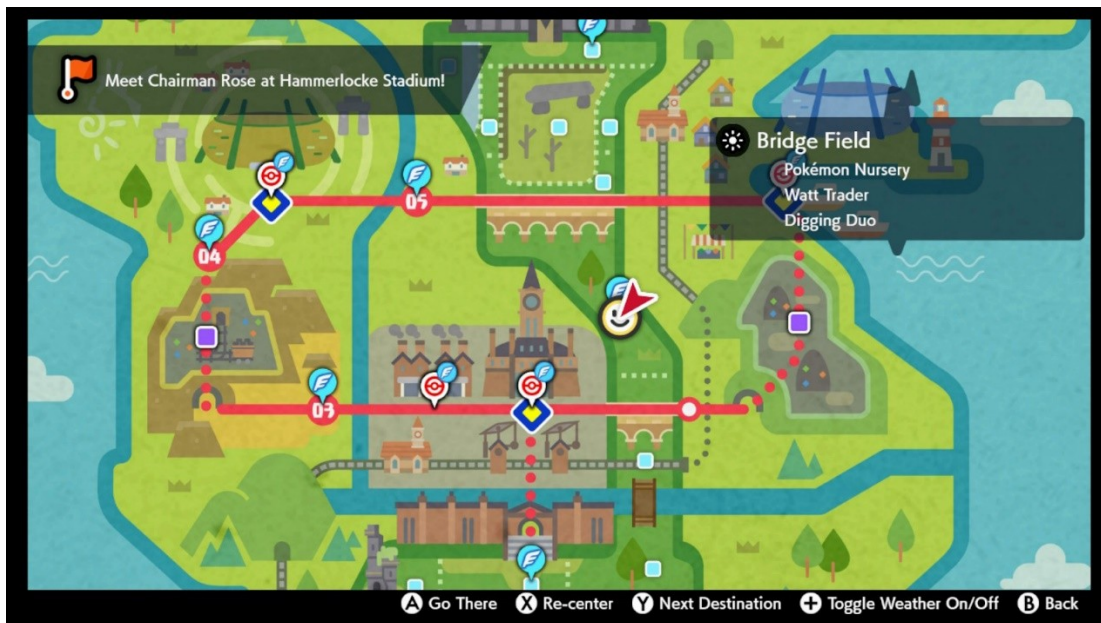 Meet Chairman Rose at Hammerlocke Stadium!
Bridge Field
Pokémon Nursery
Watt Trader
Digging Duo
05
04
03
A Go There X Re-center Y Next Destination + Toggle Weather On/Off B Back